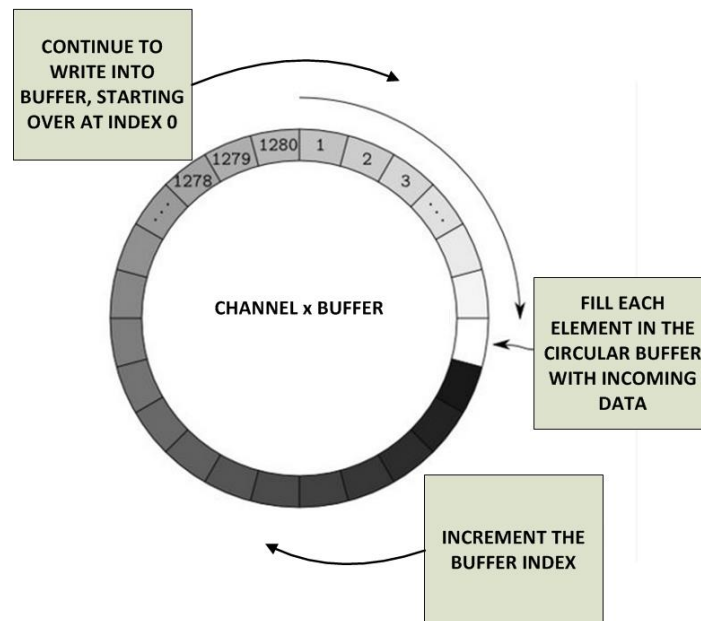 CONTINUE TO
WRITE INTO
BUFFER, STARTING
OVER AT INDEX 0
1278
1279
1280
1
2
3
...
...
CHANNEL x BUFFER
FILL EACH
ELEMENT IN THE
CIRCULAR BUFFER
WITH INCOMING
DATA
INCREMENT THE
BUFFER INDEX